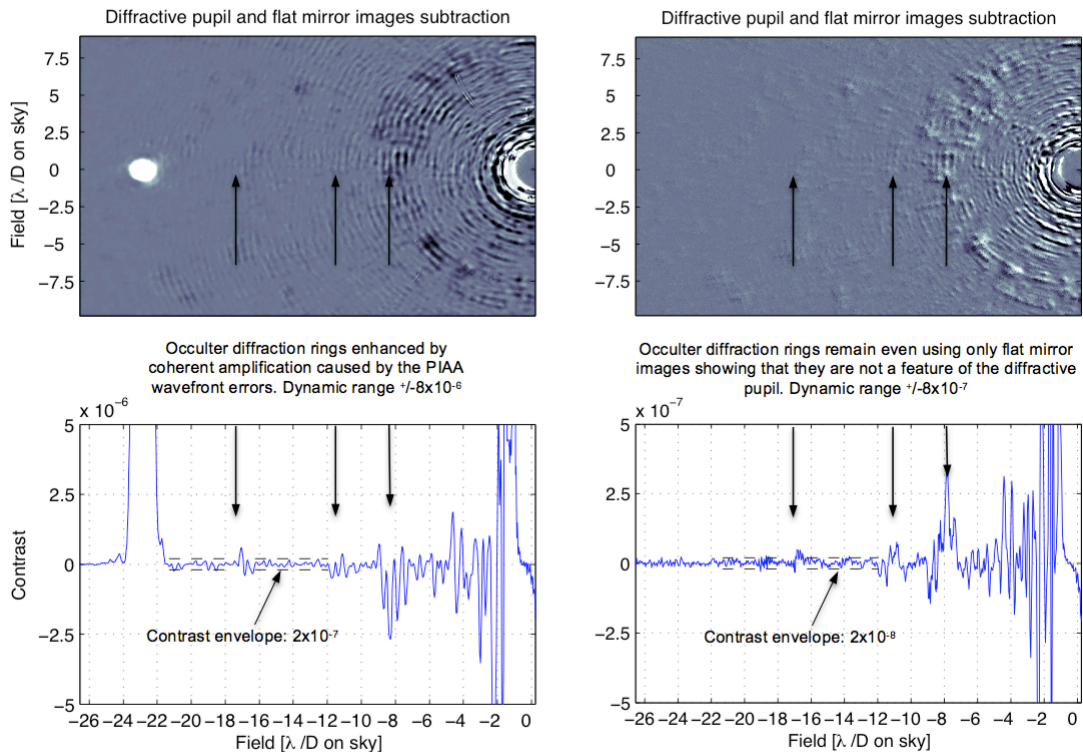 Diffractive pupil and flat mirror images subtraction
7.5
5
2.5
0
−2.5
−5
−7.5
Field [λ /D on sky]
Occulter diffraction rings enhanced by
coherent amplification caused by the PIAA
wavefront errors. Dynamic range +/-8x10-6
x 10−6
5
2.5
0
−2.5
−5
Contrast
Contrast envelope: 2x10-7
−26 −22 −18 −14 −10 −8 −6 −4 −2 0
Field [λ /D on sky]
Diffractive pupil and flat mirror images subtraction
7.5
5
2.5
0
−2.5
−5
−7.5
Occulter diffraction rings remain even using only flat mirror
images showing that they are not a feature of the diffractive
pupil. Dynamic range +/-8x10-7
x 10−7
5
2.5
0
−2.5
−5
Contrast envelope: 2x10-8
−26 −24 −22 −20 −18 −16 −14 −12 −10 −8 −6 −4 −2 0
Field [λ /D on sky]